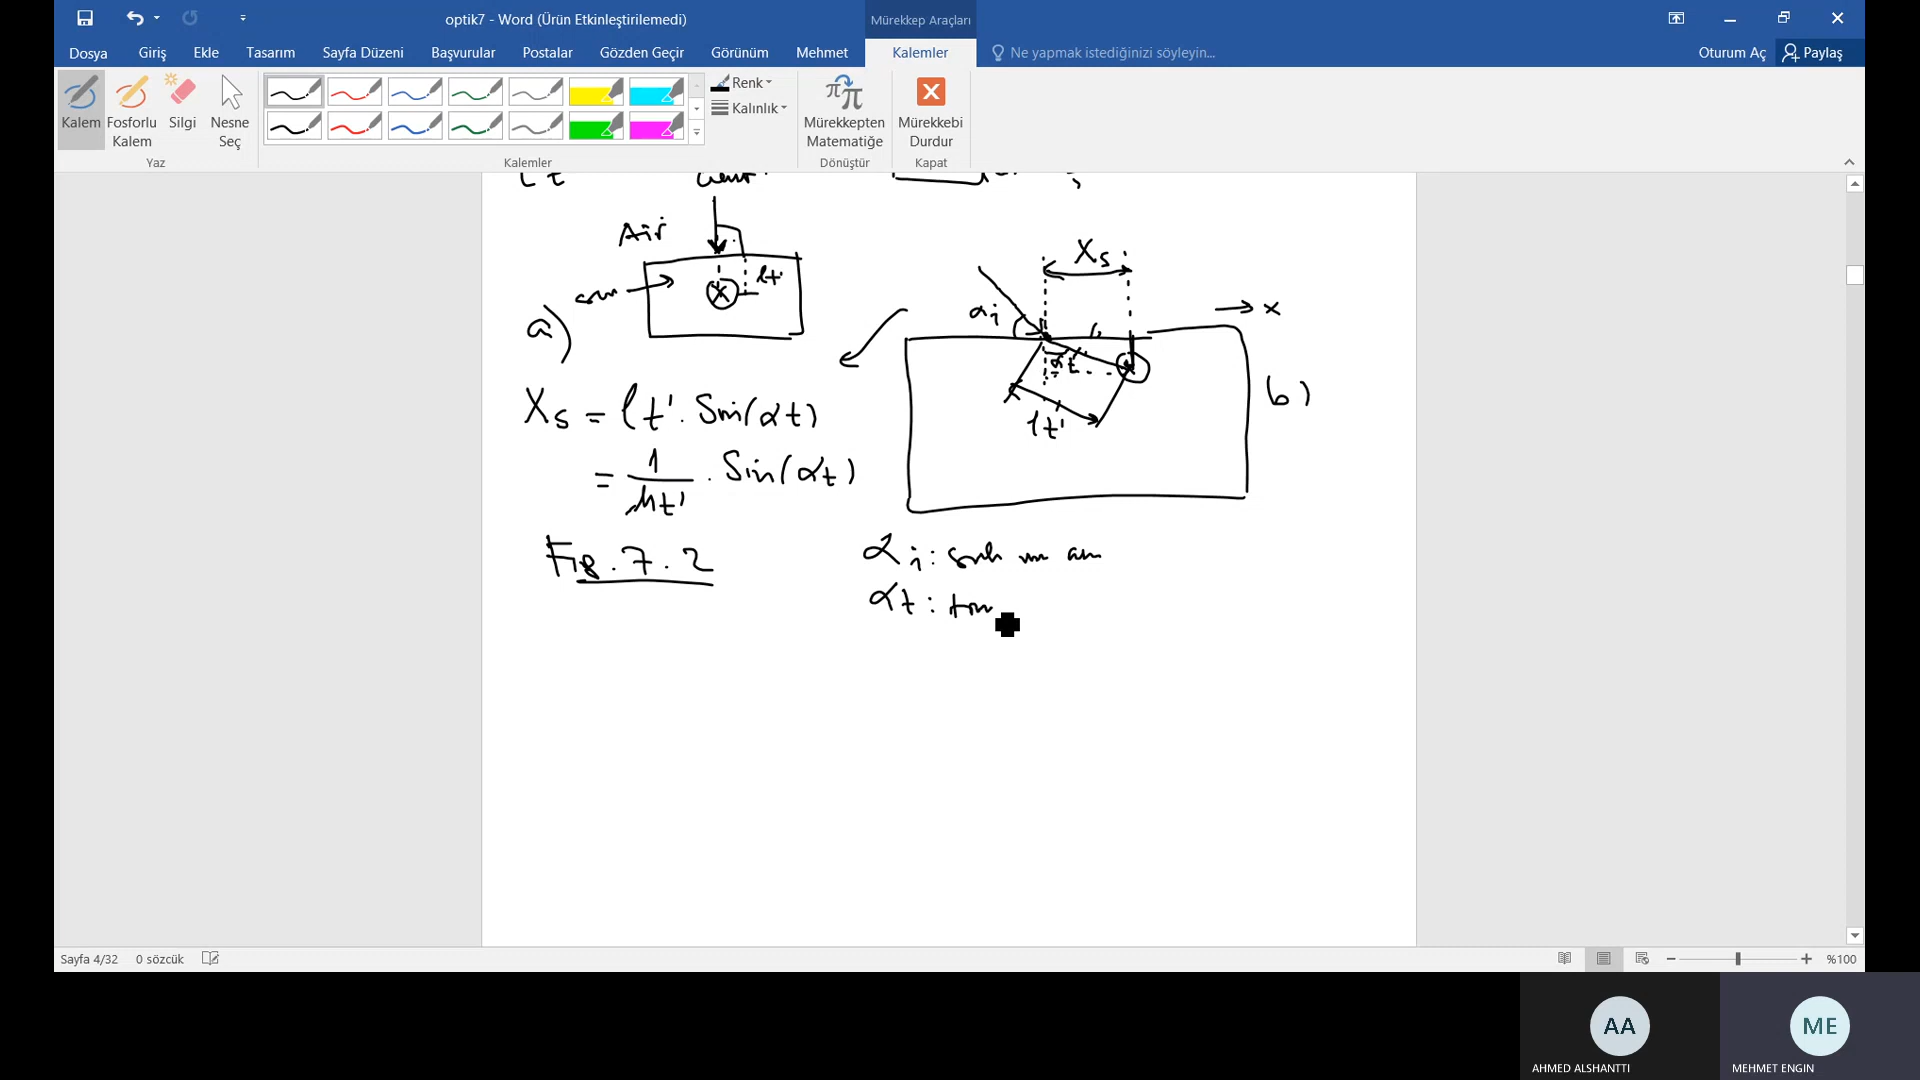 optik7 - Word (Ürün Etkinleştirilemedi)
Mürekkep Araçları
Dosya Giriş Ekle Tasarım Sayfa Düzeni Başvurular Postalar Gözden Geçir Görünüm Mehmet Kalemler Ne yapmak istediğinizi söyleyin... Oturum Aç Paylaş
Kalem Fosforlu Kalem Silgi Nesne Seç
Renk
Kalınlık
Mürekkepten Matematiğe
Mürekkebi Durdur
Yaz Kalemler Dönüştür Kapat
Air
lt'
a)
Xs
αi
x
αt
lt'
b)
Xs = lt'. Sin(αt)
= 1/μt' . Sin(αt)
Fig. 7.2
αi:
αt:
Sayfa 4/32 0 sözcük %100
AA ME
AHMED ALSHANTTI MEHMET ENGIN